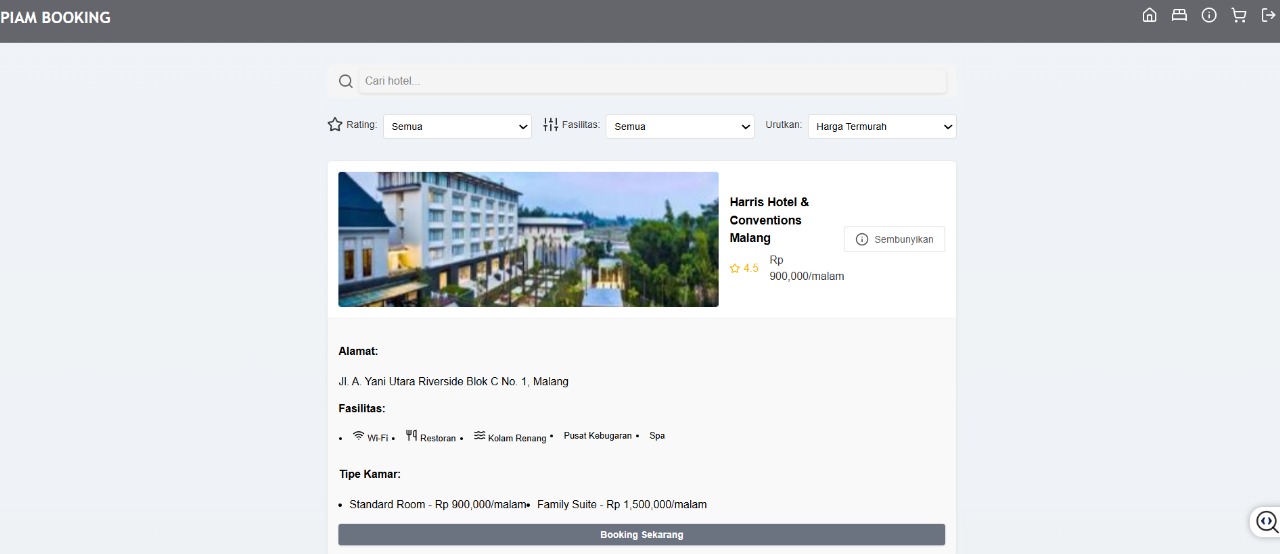 PIAM BOOKING
Cari hotel...
Rating: Semua Fasilitas: Semua Urutkan: Harga Termurah
Harris Hotel &
Conventions
Malang
Sembunyikan
4.5 Rp
900,000/malam
Alamat:
Jl. A. Yani Utara Riverside Blok C No. 1, Malang
Fasilitas:
• Wi-Fi • Restoran • Kolam Renang • Pusat Kebugaran • Spa
Tipe Kamar:
• Standard Room - Rp 900,000/malam• Family Suite - Rp 1,500,000/malam
Booking Sekarang